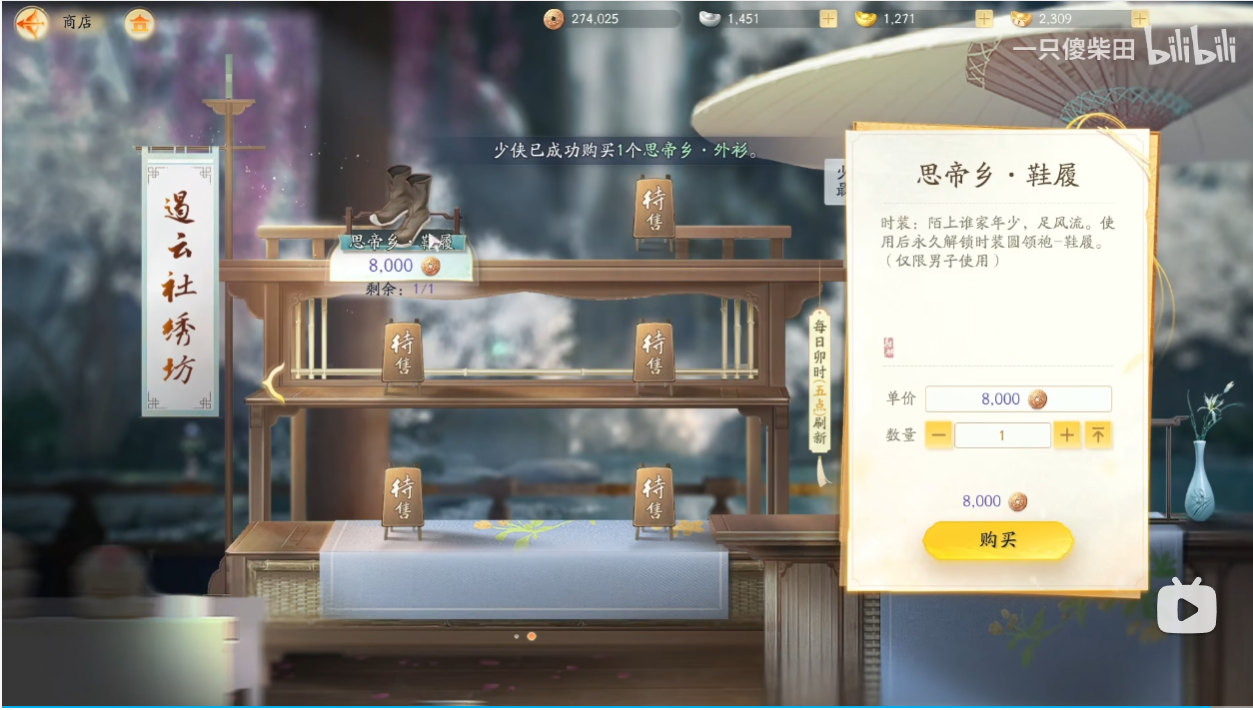 商店
274,025
1,451
1,271
2,309
一只傻柴田 bilibili
少侠已成功购买1个思帝乡·外衫。
遏云社绣坊
待售
思帝乡·鞋履
8,000
剩余：1/1
待售
待售
待售
待售
每日卯时(五点)刷新
思帝乡·鞋履
时装：陌上谁家年少，足风流。使
用后永久解锁时装圆领袍-鞋履。
（仅限男子使用）
单价
8,000
数量
1
8,000
购买